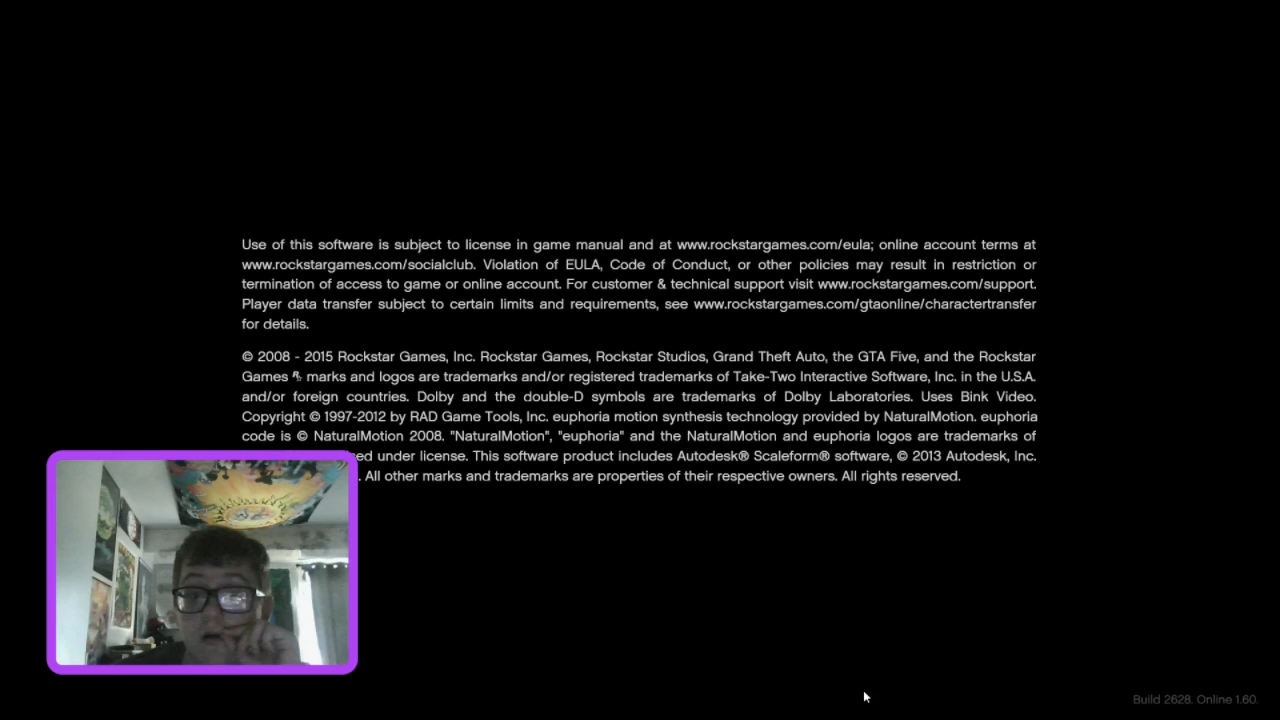 Use of this software is subject to license in game manual and at www.rockstargames.com/eula; online account terms at
www.rockstargames.com/socialclub. Violation of EULA, Code of Conduct, or other policies may result in restriction or
termination of access to game or online account. For customer & technical support visit www.rockstargames.com/support.
Player data transfer subject to certain limits and requirements, see www.rockstargames.com/gtaonline/charactertransfer
for details.
© 2008 - 2015 Rockstar Games, Inc. Rockstar Games, Rockstar Studios, Grand Theft Auto, the GTA Five, and the Rockstar
Games R* marks and logos are trademarks and/or registered trademarks of Take-Two Interactive Software, Inc. in the U.S.A.
and/or foreign countries. Dolby and the double-D symbols are trademarks of Dolby Laboratories. Uses Bink Video.
Copyright © 1997-2012 by RAD Game Tools, Inc. euphoria motion synthesis technology provided by NaturalMotion. euphoria
code is © NaturalMotion 2008. "NaturalMotion", "euphoria" and the NaturalMotion and euphoria logos are trademarks of
under license. This software product includes Autodesk® Scaleform® software, © 2013 Autodesk, Inc.
. All other marks and trademarks are properties of their respective owners. All rights reserved.
Build 2628. Online 1.60.